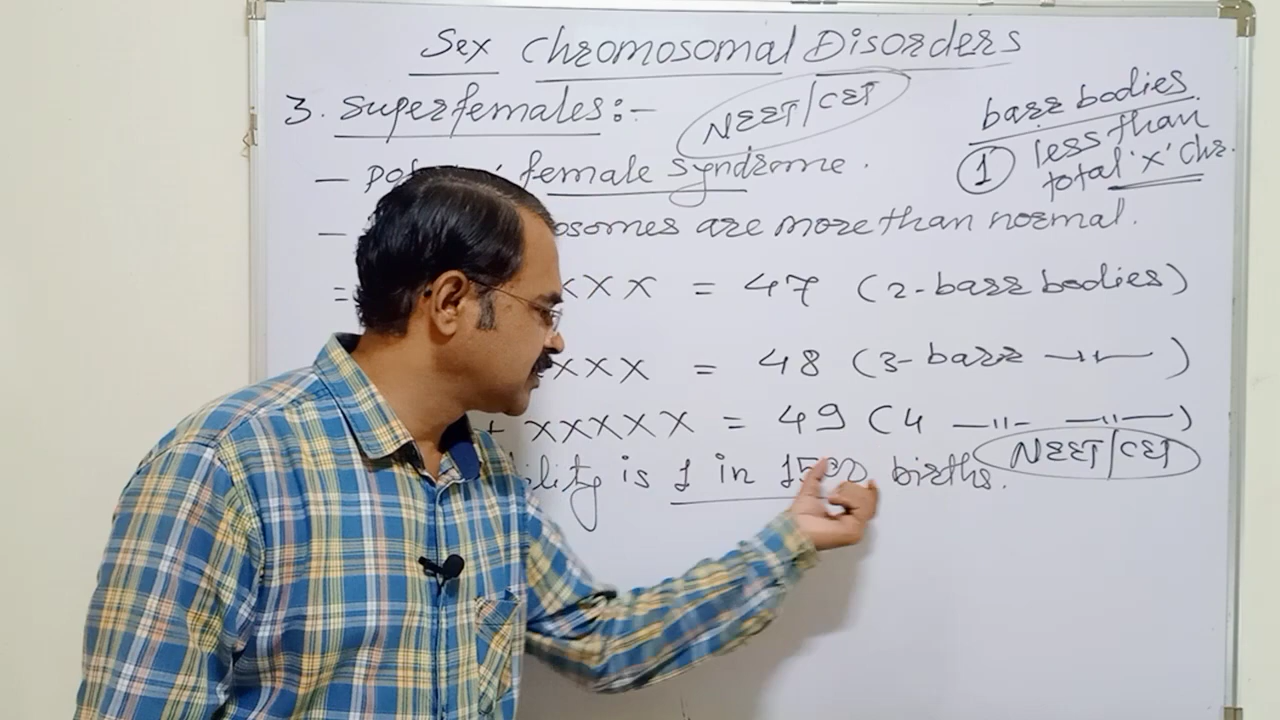 Sex Chromosomal Disorders
3. Superfemales:-
NEET/CET
barr bodies
1 less than
total 'X' Chr.
— female syndrome.
— are more than normal.
= XXX = 47 (2-barr bodies)
XXX = 48 (3-barr —〃— )
+ XXXXX = 49 (4 —〃— —〃—)
NEET/CET
is 1 in 1500 births.